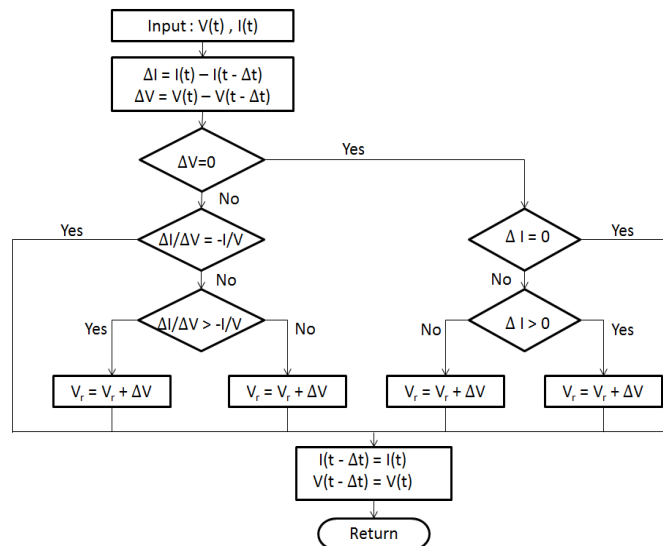 Input : V(t) , I(t)
ΔI = I(t) – I(t - Δt)
ΔV = V(t) – V(t - Δt)
Yes
ΔV=0
No
Yes
ΔI/ΔV = -I/V
Δ I = 0
Yes
No
No
Yes
ΔI/ΔV > -I/V
No
No
Δ I > 0
Yes
Vr = Vr + ΔV
Vr = Vr + ΔV
Vr = Vr + ΔV
Vr = Vr + ΔV
I(t - Δt) = I(t)
V(t - Δt) = V(t)
Return